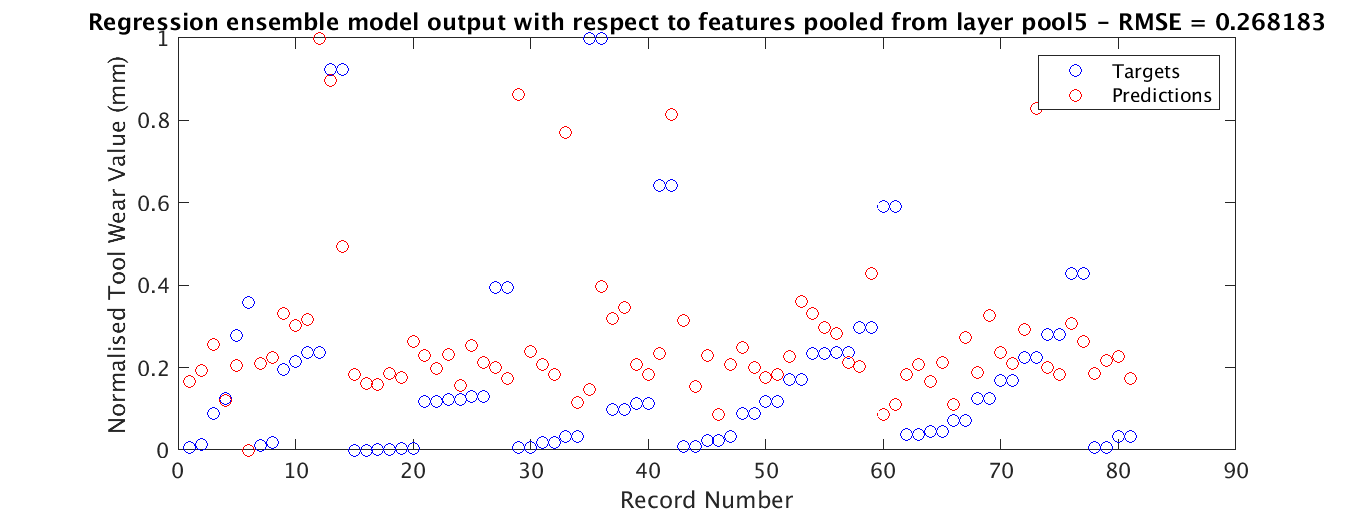 Regression ensemble model output with respect to features pooled from layer pool5 - RMSE = 0.268183
Normalised Tool Wear Value (mm)
1
0.8
0.6
0.4
0.2
0
Targets
Predictions
0 10 20 30 40 50 60 70 80 90
Record Number